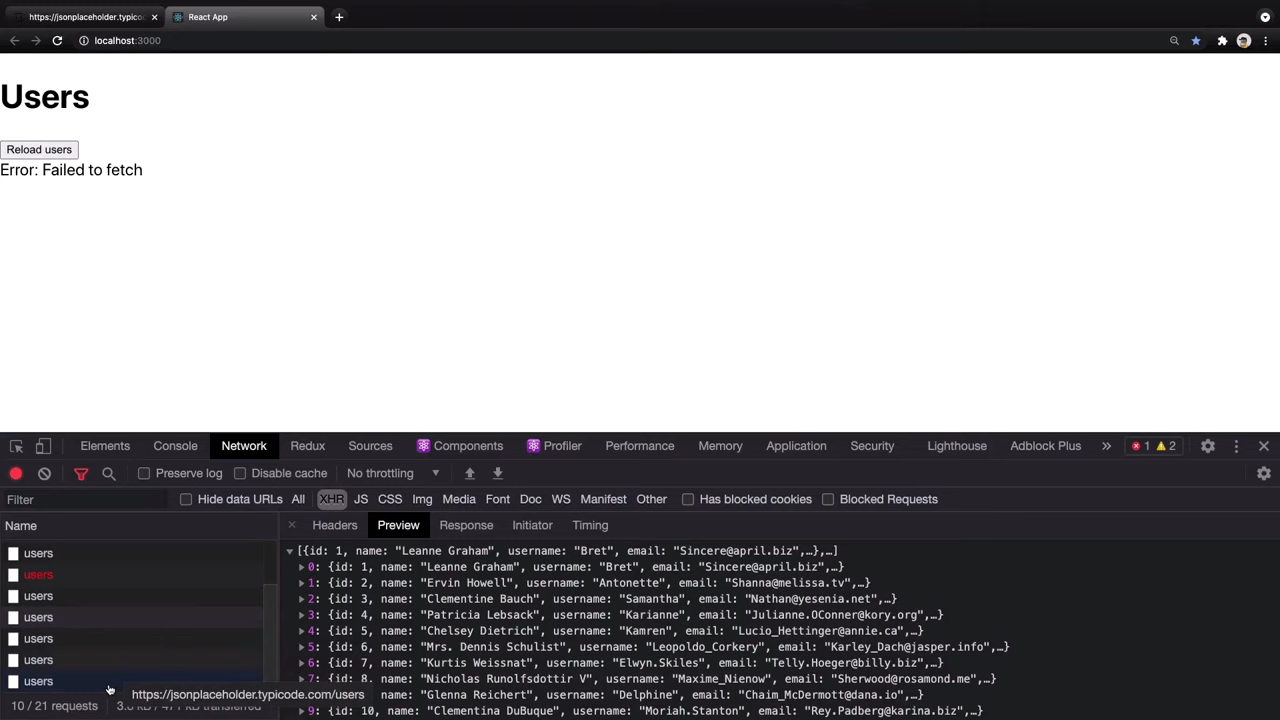 https://jsonplaceholder.typico
React App
localhost:3000
Users
Reload users
Error: Failed to fetch
Elements Console Network Redux Sources Components Profiler Performance Memory Application Security Lighthouse Adblock Plus » 1 2
Preserve log Disable cache No throttling
Filter Hide data URLs All XHR JS CSS Img Media Font Doc WS Manifest Other Has blocked cookies Blocked Requests
Name Headers Preview Response Initiator Timing
users
users
users
users
users
users
users
https://jsonplaceholder.typicode.com/users
10 / 21 requests
[{id: 1, name: "Leanne Graham", username: "Bret", email: "Sincere@april.biz",…},…]
0: {id: 1, name: "Leanne Graham", username: "Bret", email: "Sincere@april.biz",…}
1: {id: 2, name: "Ervin Howell", username: "Antonette", email: "Shanna@melissa.tv",…}
2: {id: 3, name: "Clementine Bauch", username: "Samantha", email: "Nathan@yesenia.net",…}
3: {id: 4, name: "Patricia Lebsack", username: "Karianne", email: "Julianne.OConner@kory.org",…}
4: {id: 5, name: "Chelsey Dietrich", username: "Kamren", email: "Lucio_Hettinger@annie.ca",…}
5: {id: 6, name: "Mrs. Dennis Schulist", username: "Leopoldo_Corkery", email: "Karley_Dach@jasper.info",…}
6: {id: 7, name: "Kurtis Weissnat", username: "Elwyn.Skiles", email: "Telly.Hoeger@billy.biz",…}
7: {id: 8, name: "Nicholas Runolfsdottir V", username: "Maxime_Nienow", email: "Sherwood@rosamond.me",…}
"Glenna Reichert", username: "Delphine", email: "Chaim_McDermott@dana.io",…}
9: {id: 10, name: "Clementina DuBuque", username: "Moriah.Stanton", email: "Rey.Padberg@karina.biz",…}